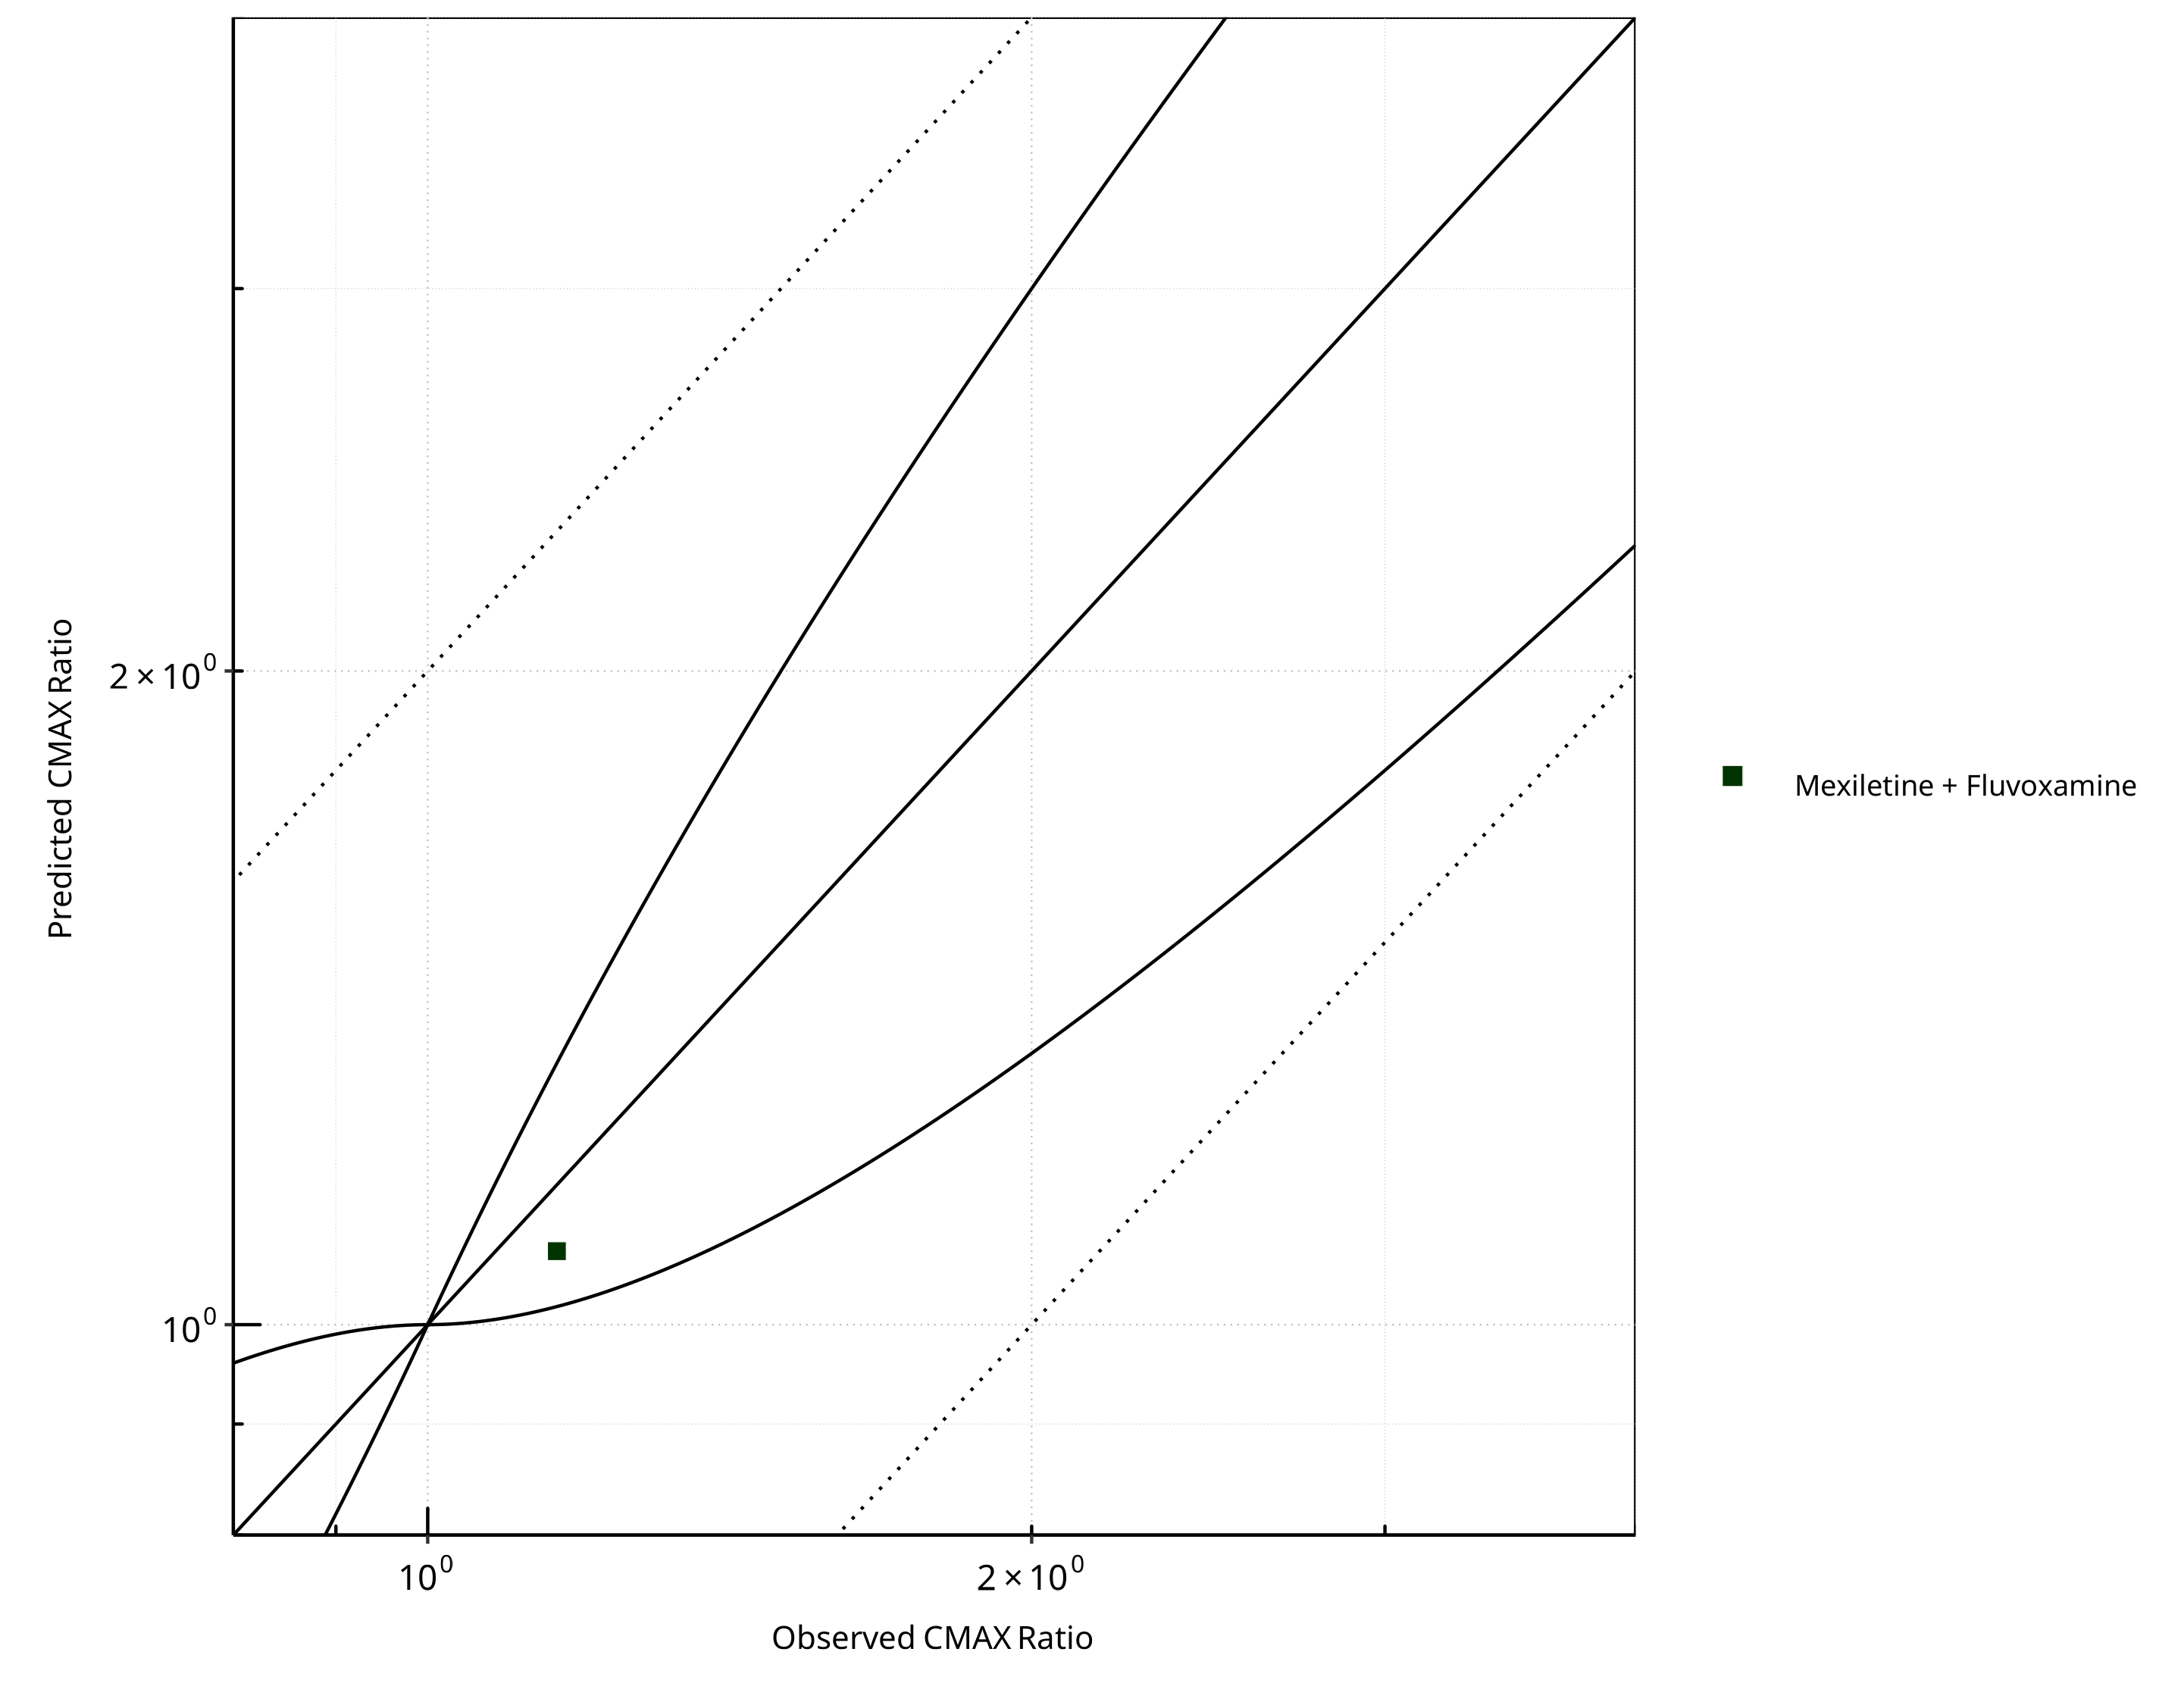 Predicted CMAX Ratio
2 × 10⁰
10⁰
10⁰
2 × 10⁰
Observed CMAX Ratio
Mexiletine + Fluvoxamine